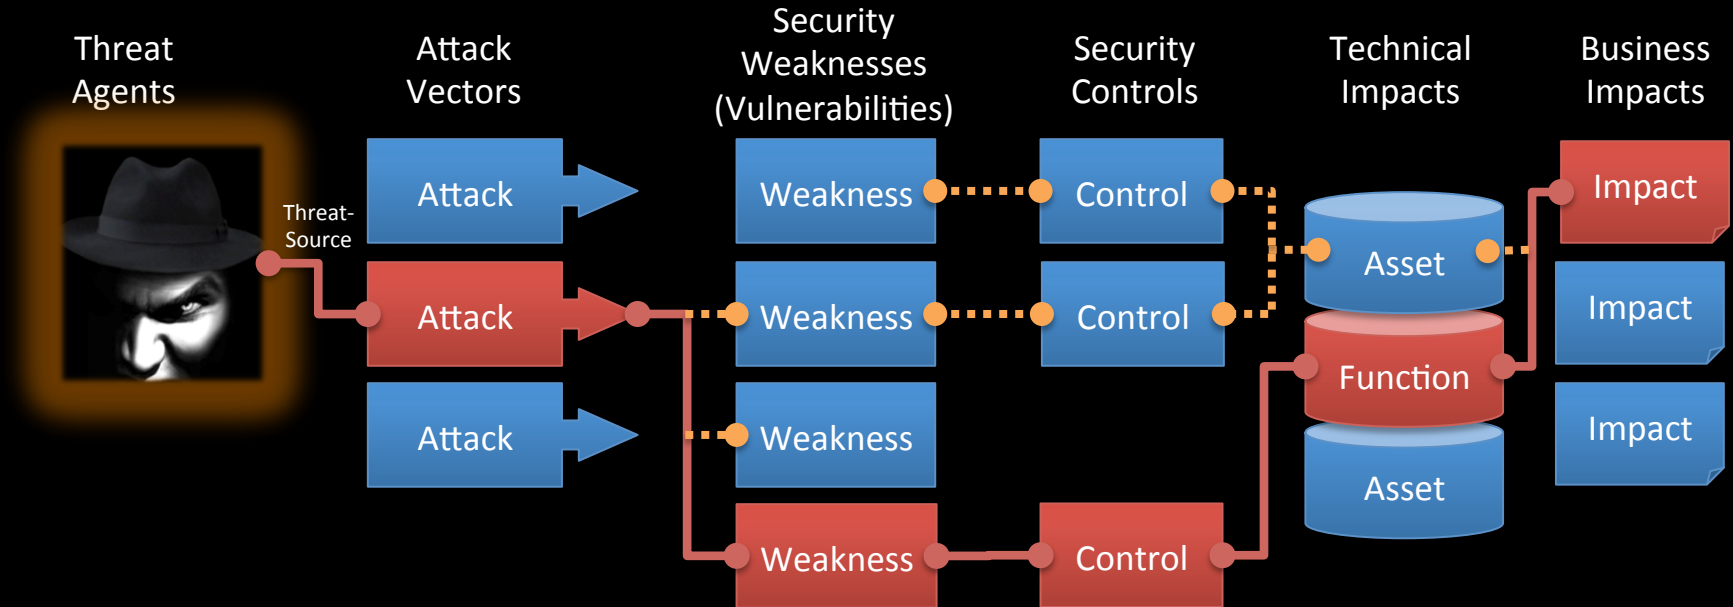 Threat
Agents
Attack
Vectors
Security
Weaknesses
(Vulnerabilities)
Security
Controls
Technical
Impacts
Business
Impacts
Threat-
Source
Attack
Attack
Attack
Weakness
Weakness
Weakness
Weakness
Control
Control
Control
Asset
Function
Asset
Impact
Impact
Impact